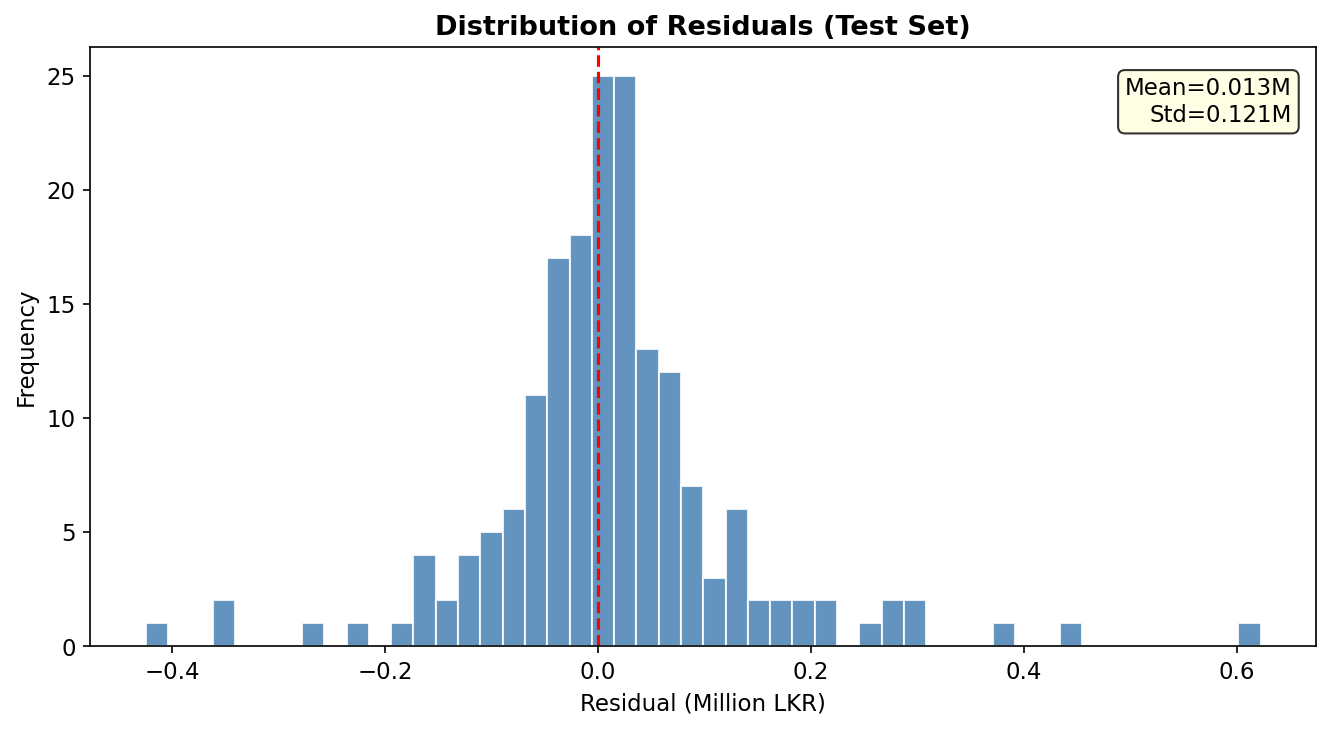 Distribution of Residuals (Test Set)
Mean=0.013M
Std=0.121M
Frequency
25
20
15
10
5
0
−0.4 −0.2 0.0 0.2 0.4 0.6
Residual (Million LKR)